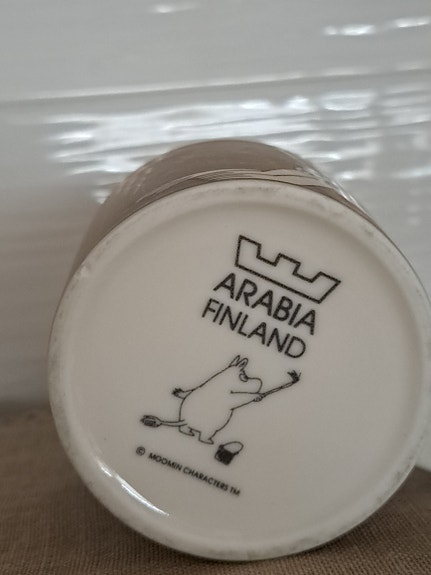 ARABIA
FINLAND
© MOOMIN CHARACTERS TM